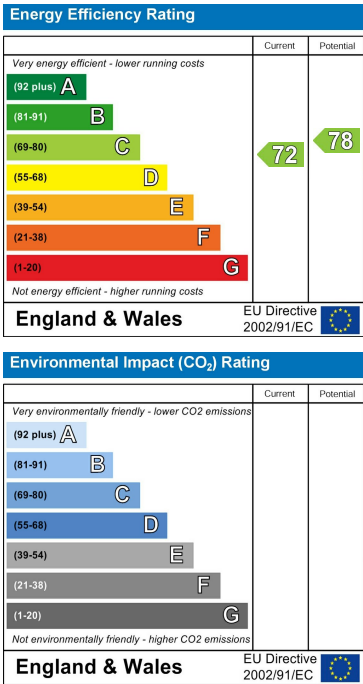 Energy Efficiency Rating
Current Potential
Very energy efficient - lower running costs
(92 plus) A
(81-91) B
(69-80) C
72
78
(55-68) D
(39-54) E
(21-38) F
(1-20) G
Not energy efficient - higher running costs
England & Wales
EU Directive
2002/91/EC
Environmental Impact (CO₂) Rating
Current Potential
Very environmentally friendly - lower CO2 emissions
(92 plus) A
(81-91) B
(69-80) C
(55-68) D
(39-54) E
(21-38) F
(1-20) G
Not environmentally friendly - higher CO2 emissions
England & Wales
EU Directive
2002/91/EC